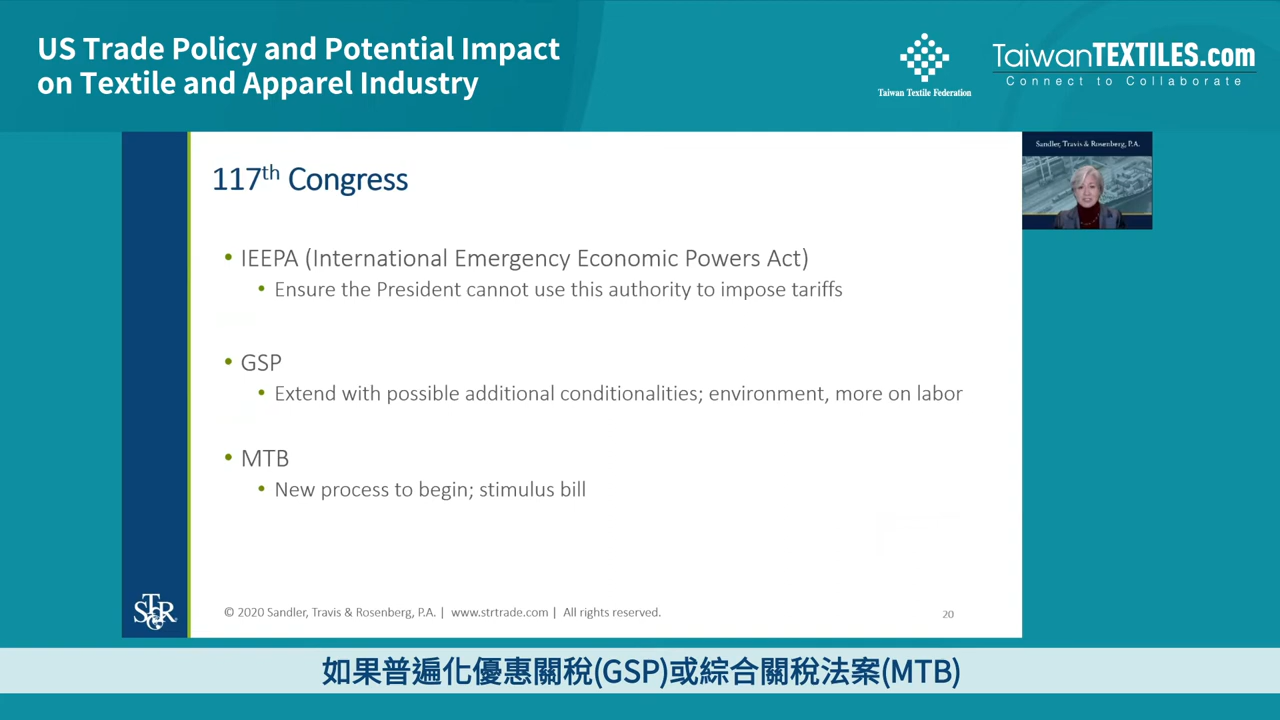 US Trade Policy and Potential Impact
on Textile and Apparel Industry
Taiwan Textile Federation
TaiwanTEXTILES.com
Connect to Collaborate
Sandler, Travis & Rosenberg, P.A.
117th Congress
• IEEPA (International Emergency Economic Powers Act)
• Ensure the President cannot use this authority to impose tariffs
• GSP
• Extend with possible additional conditionalities; environment, more on labor
• MTB
• New process to begin; stimulus bill
ST&R
© 2020 Sandler, Travis & Rosenberg, P.A. | www.strtrade.com | All rights reserved.
20
如果普遍化優惠關稅(GSP)或綜合關稅法案(MTB)